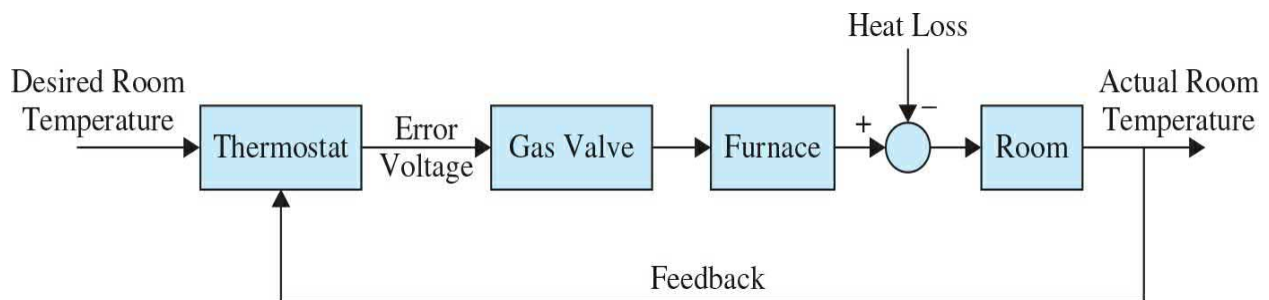 Heat Loss
Desired Room
Temperature
Actual Room
Temperature
Thermostat
Error
Voltage
Gas Valve
Furnace
+
−
Room
Feedback